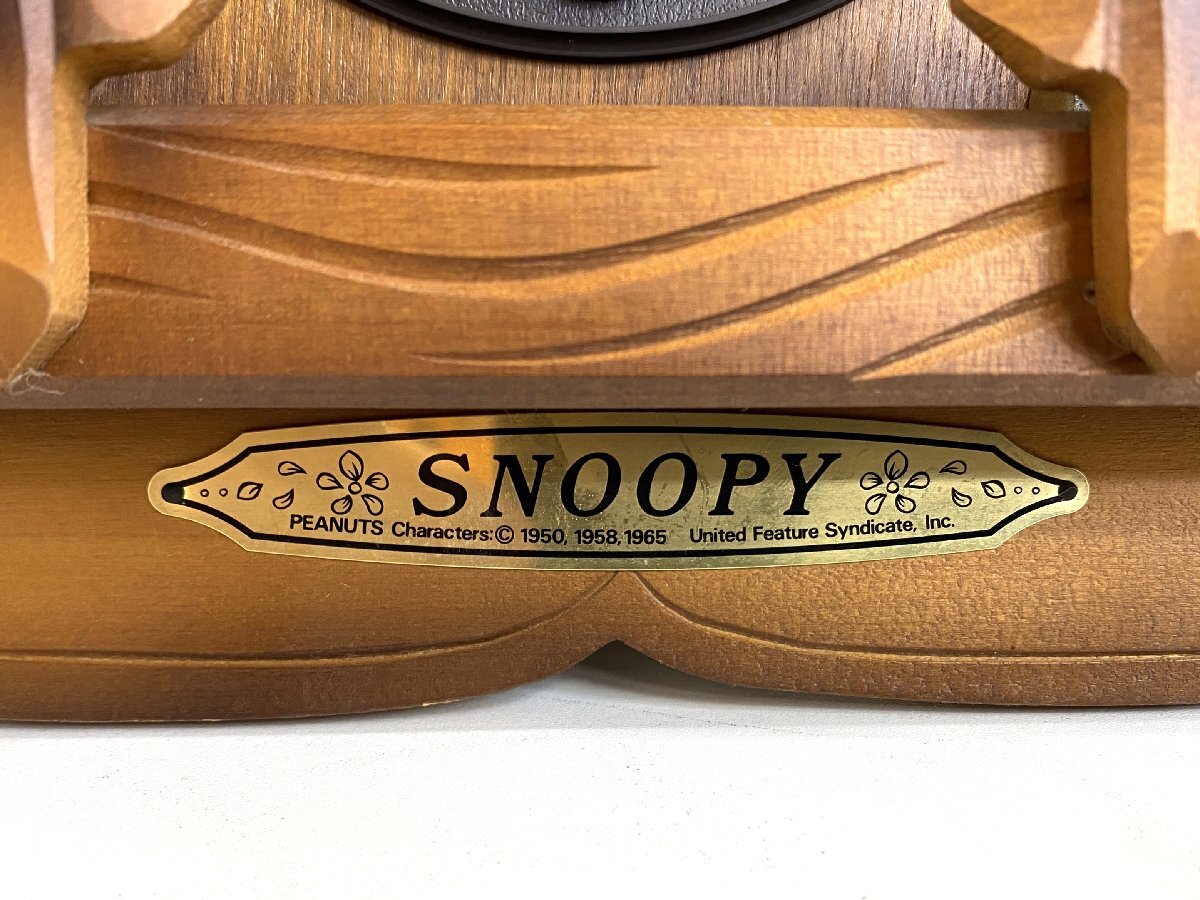 SNOOPY
PEANUTS Characters:© 1950, 1958, 1965 United Feature Syndicate, Inc.